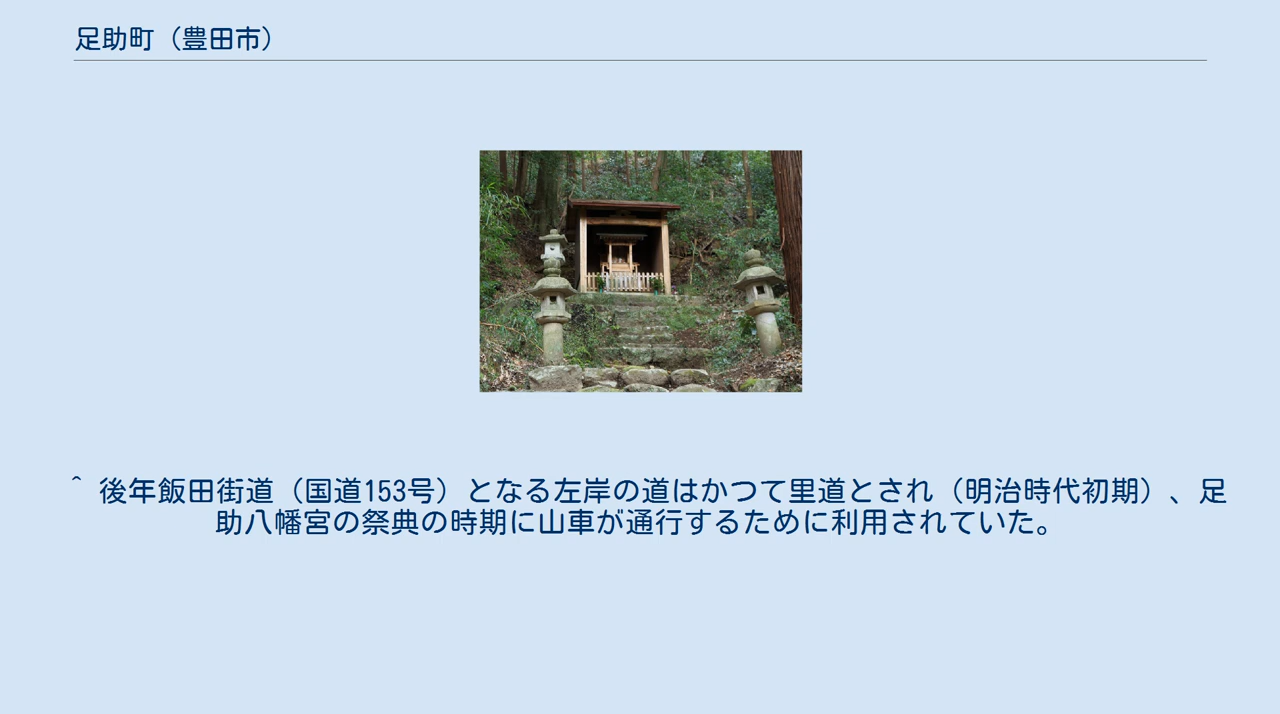 足助町（豊田市）
^ 後年飯田街道（国道153号）となる左岸の道はかつて里道とされ（明治時代初期）、足
助八幡宮の祭典の時期に山車が通行するために利用されていた。